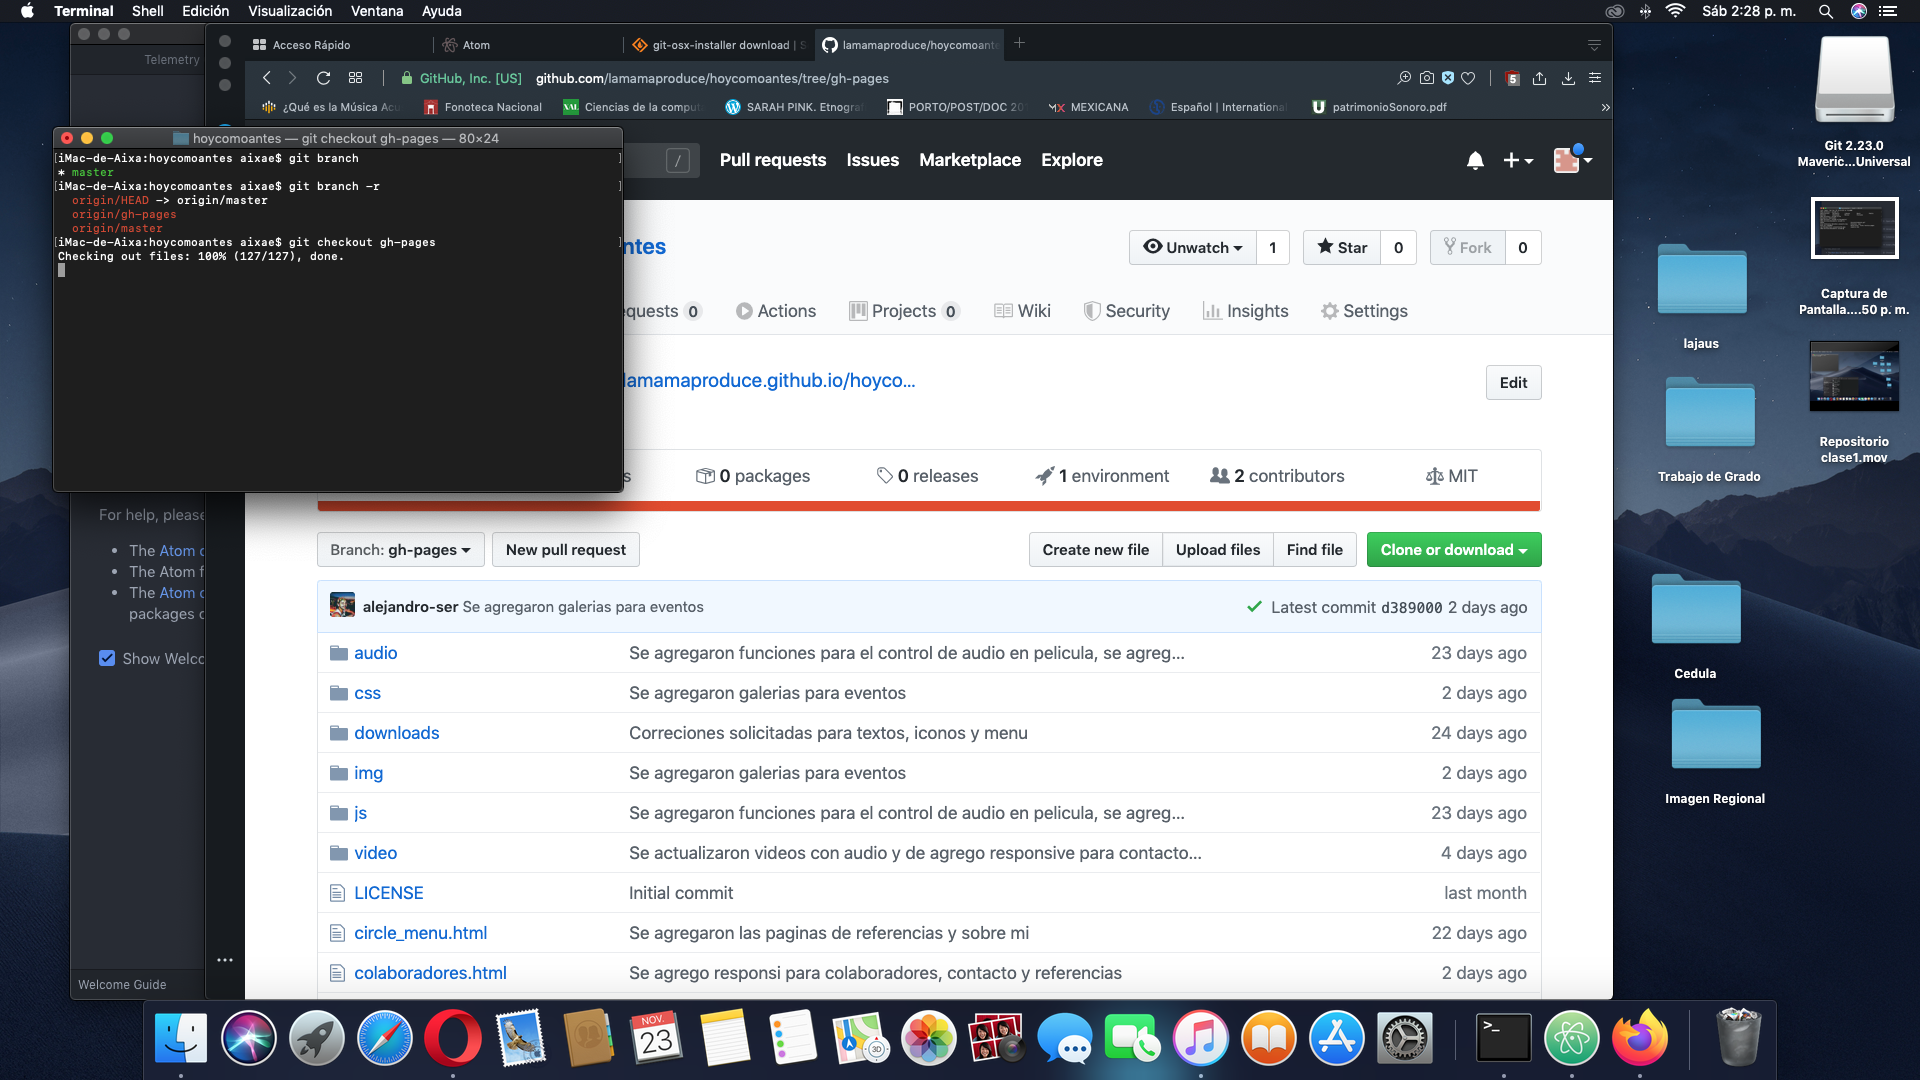 Terminal Shell Edición Visualización Ventana Ayuda
Sáb 2:28 p. m.
Telemetry
Acceso Rápido
Atom
git-osx-installer download | S
lamamaproduce/hoycomoante
GitHub, Inc. [US] github.com/lamamaproduce/hoycomoantes/tree/gh-pages
5
¿Qué es la Música Acu
Fonoteca Nacional
Ciencias de la comput
SARAH PINK. Etnogra
PORTO/POST/DOC 20
MEXICANA
Español | International
patrimonioSonoro.pdf
»
hoycomoantes — git checkout gh-pages — 80×24
[iMac-de-Aixa:hoycomoantes aixae$ git branch ]
* master
[iMac-de-Aixa:hoycomoantes aixae$ git branch -r ]
origin/HEAD -> origin/master
origin/gh-pages
origin/master
[iMac-de-Aixa:hoycomoantes aixae$ git checkout gh-pages ]
Checking out files: 100% (127/127), done.
/
Pull requests Issues Marketplace Explore
ntes
Unwatch 1
Star 0
Fork 0
equests 0
Actions
Projects 0
Wiki
Security
Insights
Settings
lamamaproduce.github.io/hoyco...
Edit
s
0 packages
0 releases
1 environment
2 contributors
MIT
Branch: gh-pages
New pull request
Create new file
Upload files
Find file
Clone or download
alejandro-ser Se agregaron galerias para eventos
Latest commit d389000 2 days ago
audio Se agregaron funciones para el control de audio en pelicula, se agreg... 23 days ago
css Se agregaron galerias para eventos 2 days ago
downloads Correciones solicitadas para textos, iconos y menu 24 days ago
img Se agregaron galerias para eventos 2 days ago
js Se agregaron funciones para el control de audio en pelicula, se agreg... 23 days ago
video Se actualizaron videos con audio y de agrego responsive para contacto... 4 days ago
LICENSE Initial commit last month
circle_menu.html Se agregaron las paginas de referencias y sobre mi 22 days ago
colaboradores.html Se agrego responsi para colaboradores, contacto y referencias 2 days ago
For help, please
• The Atom
• The Atom f
• The Atom
packages
Show Welco
Welcome Guide
Git 2.23.0
Maveric...Universal
Captura de
Pantalla....50 p. m.
lajaus
Trabajo de Grado
Repositorio
clase1.mov
Cedula
Imagen Regional
NOV.
23
3D
>_